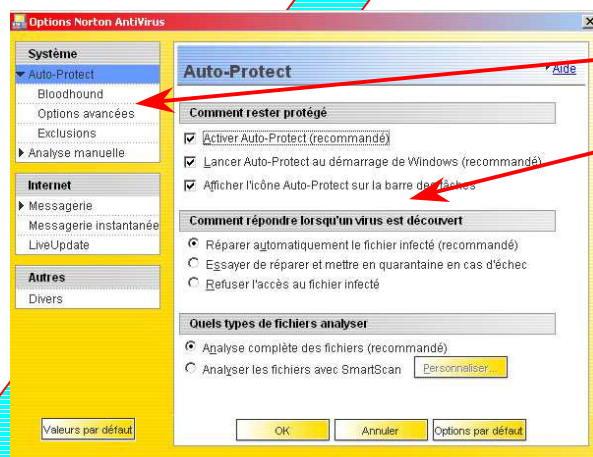 Options Norton AntiVirus
Système
Auto-Protect
Bloodhound
Options avancées
Exclusions
Analyse manuelle
Internet
Messagerie
Messagerie instantanée
LiveUpdate
Autres
Divers
Valeurs par défaut
Auto-Protect
Aide
Comment rester protégé
Activer Auto-Protect (recommandé)
Lancer Auto-Protect au démarrage de Windows (recommandé)
Afficher l'icône Auto-Protect sur la barre des tâches
Comment répondre lorsqu'un virus est découvert
Réparer automatiquement le fichier infecté (recommandé)
Essayer de réparer et mettre en quarantaine en cas d'échec
Refuser l'accès au fichier infecté
Quels types de fichiers analyser
Analyse complète des fichiers (recommandé)
Analyser les fichiers avec SmartScan
Personnaliser...
OK
Annuler
Options par défaut